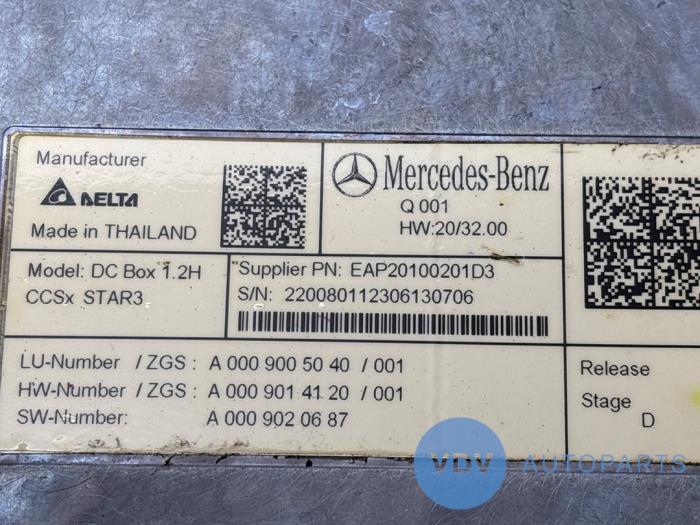 Manufacturer
DELTA
Made in THAILAND
Mercedes-Benz
Q 001
HW:20/32.00
Model: DC Box 1.2H
CCSx STAR3
Supplier PN: EAP20100201D3
S/N: 220080112306130706
LU-Number / ZGS : A 000 900 50 40 / 001
HW-Number / ZGS : A 000 901 41 20 / 001
SW-Number: A 000 902 06 87
Release
Stage
D
VDV AUTOPARTS